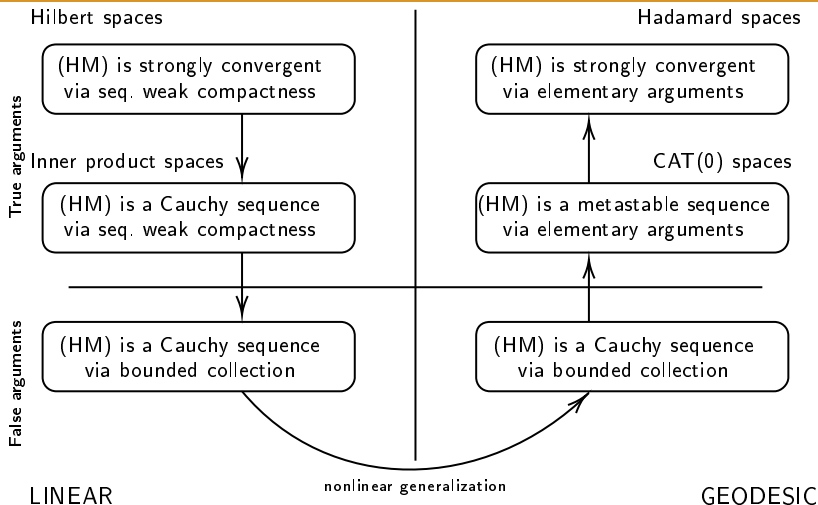 Hilbert spaces
Hadamard spaces
(HM) is strongly convergent
via seq. weak compactness
(HM) is strongly convergent
via elementary arguments
True arguments
Inner product spaces
CAT(0) spaces
(HM) is a Cauchy sequence
via seq. weak compactness
(HM) is a metastable sequence
via elementary arguments
False arguments
(HM) is a Cauchy sequence
via bounded collection
(HM) is a Cauchy sequence
via bounded collection
nonlinear generalization
LINEAR
GEODESIC